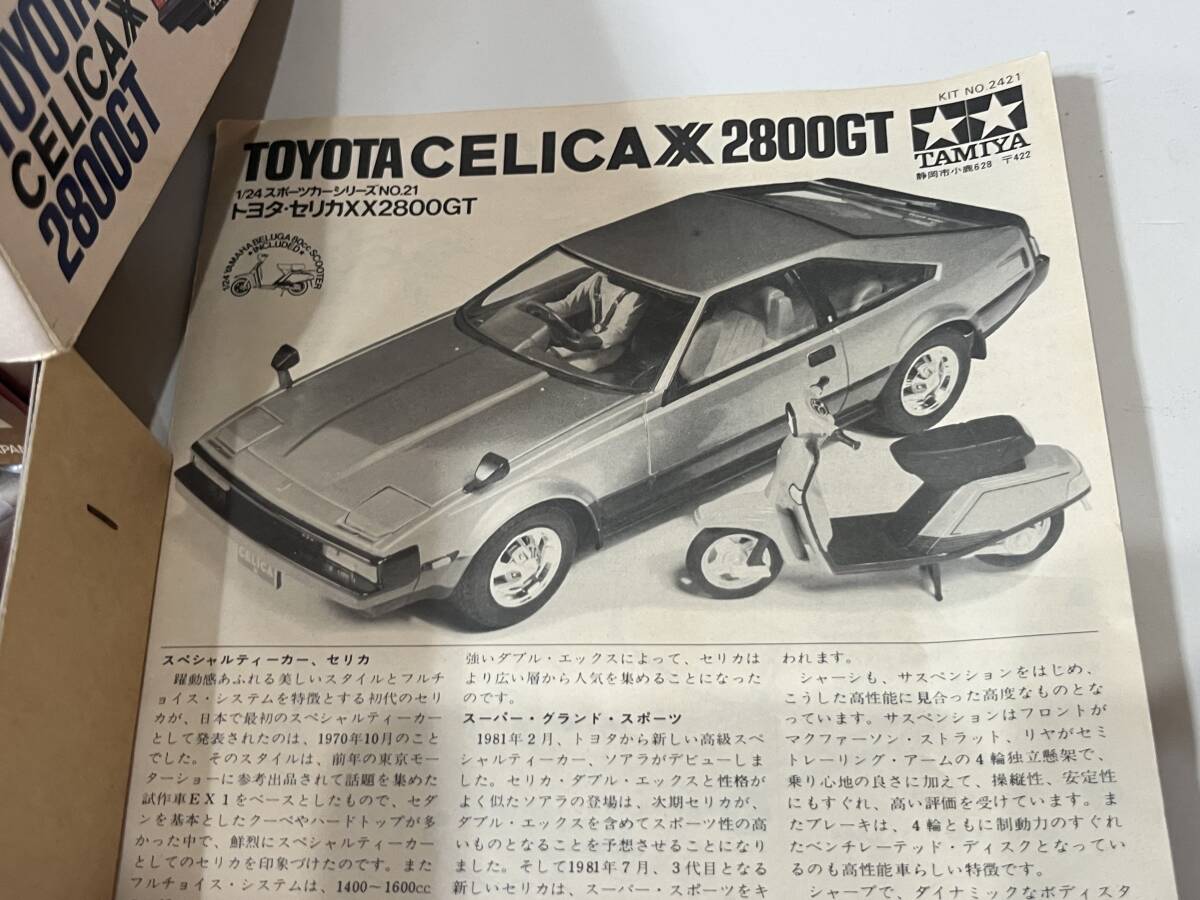 TOYOTA
CELICA XX
2800GT
JAPAN
KIT NO.2421
TOYOTA CELICA XX 2800GT
TAMIYA
静岡市小鹿628 〒422
1/24スポーツカーシリーズNO.21
トヨタ・セリカXX2800GT
1/24 YAMAHA BELUGA 80cc SCOOTER
★INCLUDED★
CELICA
スペシャルティーカー、セリカ
躍動感あふれる美しいスタイルとフルチ
ョイス・システムを特徴とする初代のセリ
カが、日本で最初のスペシャルティーカー
として発表されたのは、1970年10月のこと
でした。そのスタイルは、前年の東京モー
ターショーに参考出品されて話題を集めた
試作車EX1をベースとしたもので、セダ
ンを基本としたクーペやハードトップが多
かった中で、鮮烈にスペシャルティーカー
としてのセリカを印象づけたのです。また
フルチョイス・システムは、1400〜1600cc
強いダブル・エックスによって、セリカは
より広い層から人気を集めることになった
のです。
スーパー・グランド・スポーツ
1981年2月、トヨタから新しい高級スペ
シャルティーカー、ソアラがデビューしま
した。セリカ・ダブル・エックスと性格が
よく似たソアラの登場は、次期セリカが、
ダブル・エックスを含めてスポーツ性の高
いものとなることを予想させることになり
ました。そして1981年7月、3代目となる
新しいセリカは、スーパー・スポーツをキ
われます。
シャーシも、サスペンションをはじめ、
こうした高性能に見合った高度なものとな
っています。サスペンションはフロントが
マクファーソン・ストラット、リヤがセミ
トレーリング・アームの4輪独立懸架で、
乗り心地の良さに加えて、操縦性、安定性
にもすぐれ、高い評価を受けています。ま
たブレーキは、4輪ともに制動力のすぐれ
たベンチレーテッド・ディスクとなってい
るのも高性能車らしい特徴です。
シャープで、ダイナミックなボディスタ